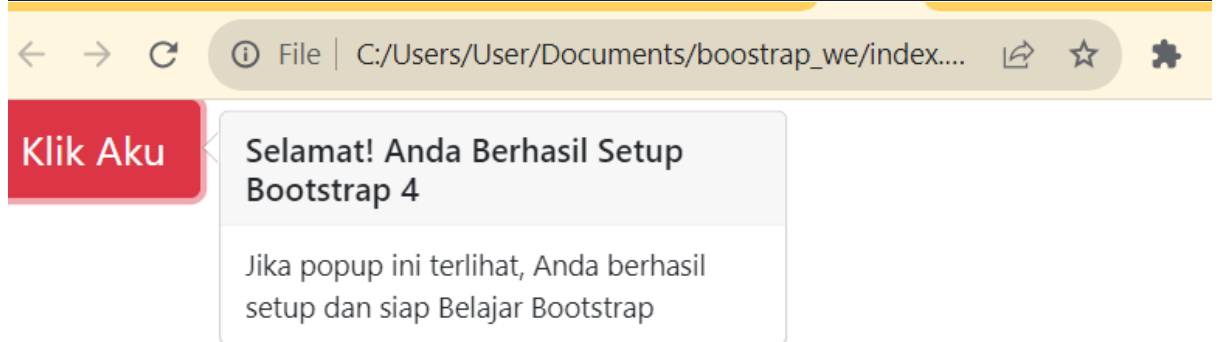 File | C:/Users/User/Documents/boostrap_we/index....
Klik Aku
Selamat! Anda Berhasil Setup
Bootstrap 4
Jika popup ini terlihat, Anda berhasil
setup dan siap Belajar Bootstrap